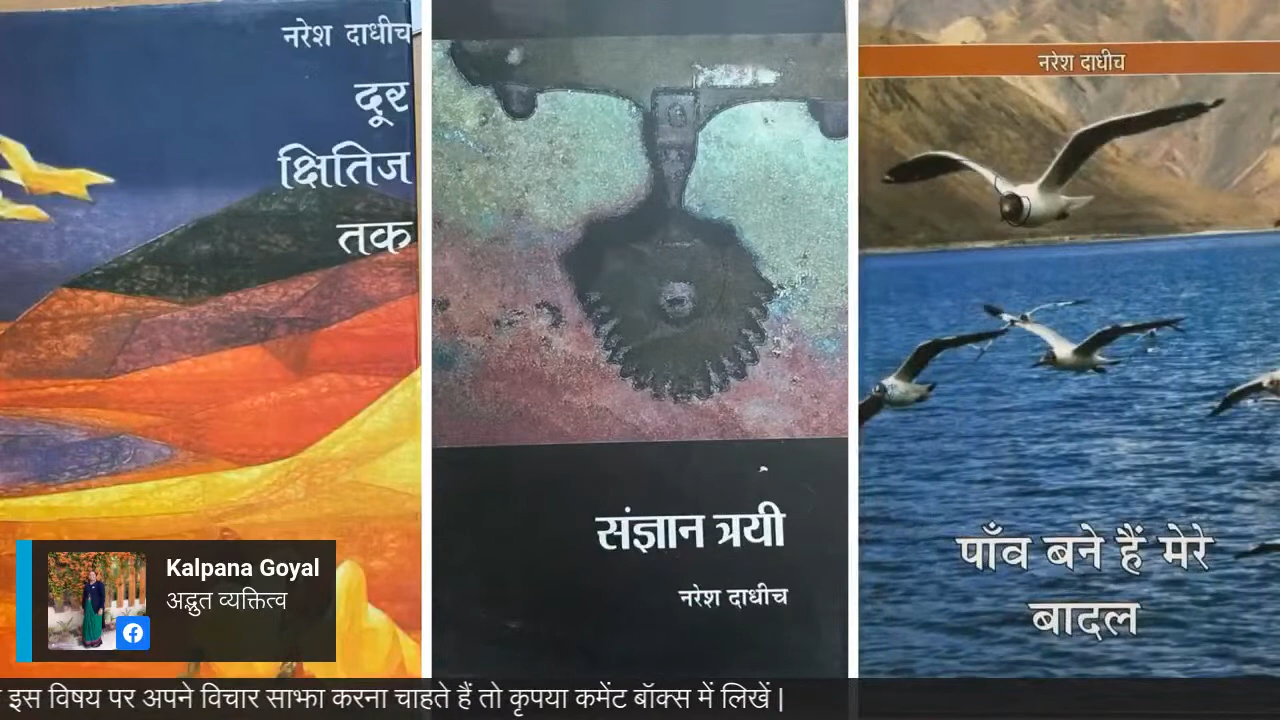 नरेश दाधीच
दूर
क्षितिज
तक
संज्ञान त्रयी
नरेश दाधीच
नरेश दाधीच
पाँव बने हैं मेरे
बादल
Kalpana Goyal
अद्भुत व्यक्तित्व
इस विषय पर अपने विचार साझा करना चाहते हैं तो कृपया कमेंट बॉक्स में लिखें |